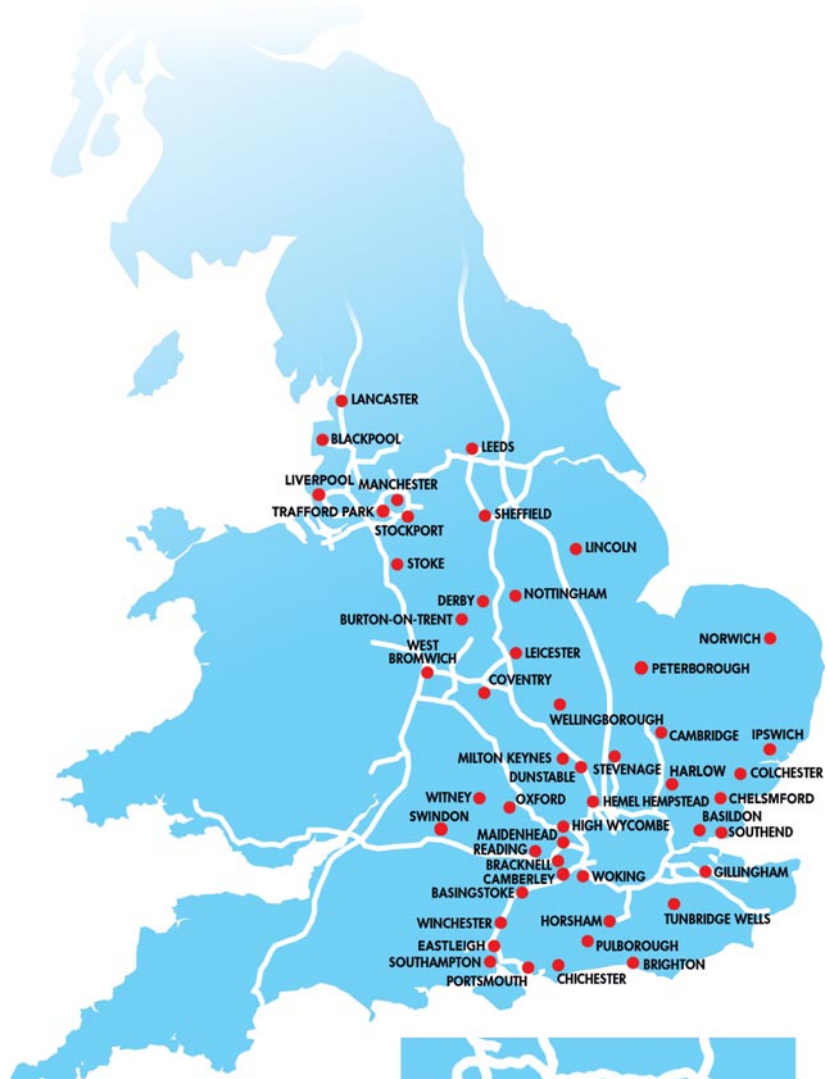 LANCASTER
BLACKPOOL
LEEDS
LIVERPOOL
MANCHESTER
TRAFFORD PARK
STOCKPORT
SHEFFIELD
LINCOLN
STOKE
DERBY
NOTTINGHAM
BURTON-ON-TRENT
NORWICH
WEST
BROMWICH
LEICESTER
PETERBOROUGH
COVENTRY
WELLINGBOROUGH
CAMBRIDGE
IPSWICH
MILTON KEYNES
DUNSTABLE
STEVENAGE
HARLOW
COLCHESTER
WITNEY
OXFORD
HEMEL HEMPSTEAD
CHELSMFORD
SWINDON
HIGH WYCOMBE
BASILDON
MAIDENHEAD
SOUTHEND
READING
BRACKNELL
CAMBERLEY
WOKING
GILLINGHAM
BASINGSTOKE
TUNBRIDGE WELLS
WINCHESTER
HORSHAM
EASTLEIGH
PULBOROUGH
SOUTHAMPTON
BRIGHTON
PORTSMOUTH
CHICHESTER